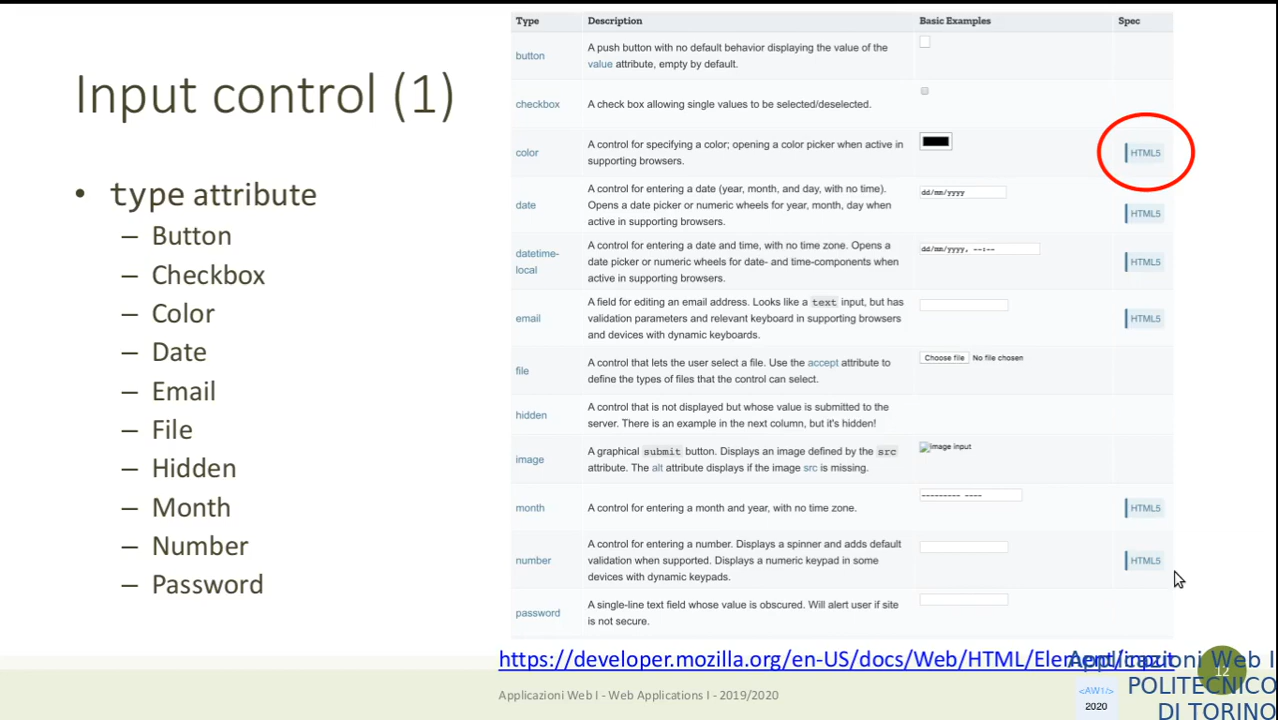 Input control (1)
• type attribute
– Button
– Checkbox
– Color
– Date
– Email
– File
– Hidden
– Month
– Number
– Password
Type Description Basic Examples Spec
button A push button with no default behavior displaying the value of the
value attribute, empty by default.
checkbox A check box allowing single values to be selected/deselected.
color A control for specifying a color; opening a color picker when active in
supporting browsers. HTML5
date A control for entering a date (year, month, and day, with no time).
Opens a date picker or numeric wheels for year, month, day when
active in supporting browsers. dd/mm/yyyy HTML5
datetime-
local A control for entering a date and time, with no time zone. Opens a
date picker or numeric wheels for date- and time-components when
active in supporting browsers. dd/mm/yyyy, --:-- HTML5
email A field for editing an email address. Looks like a text input, but has
validation parameters and relevant keyboard in supporting browsers
and devices with dynamic keyboards. HTML5
file A control that lets the user select a file. Use the accept attribute to
define the types of files that the control can select. Choose file No file chosen
hidden A control that is not displayed but whose value is submitted to the
server. There is an example in the next column, but it's hidden!
image A graphical submit button. Displays an image defined by the src
attribute. The alt attribute displays if the image src is missing. image input
month A control for entering a month and year, with no time zone. --------- ---- HTML5
number A control for entering a number. Displays a spinner and adds default
validation when supported. Displays a numeric keypad in some
devices with dynamic keypads. HTML5
password A single-line text field whose value is obscured. Will alert user if site
is not secure.
https://developer.mozilla.org/en-US/docs/Web/HTML/Element/input
Applicazioni Web I - Web Applications I - 2019/2020
12
Applicazioni Web I
POLITECNICO
DI TORINO
<AW1/>
2020